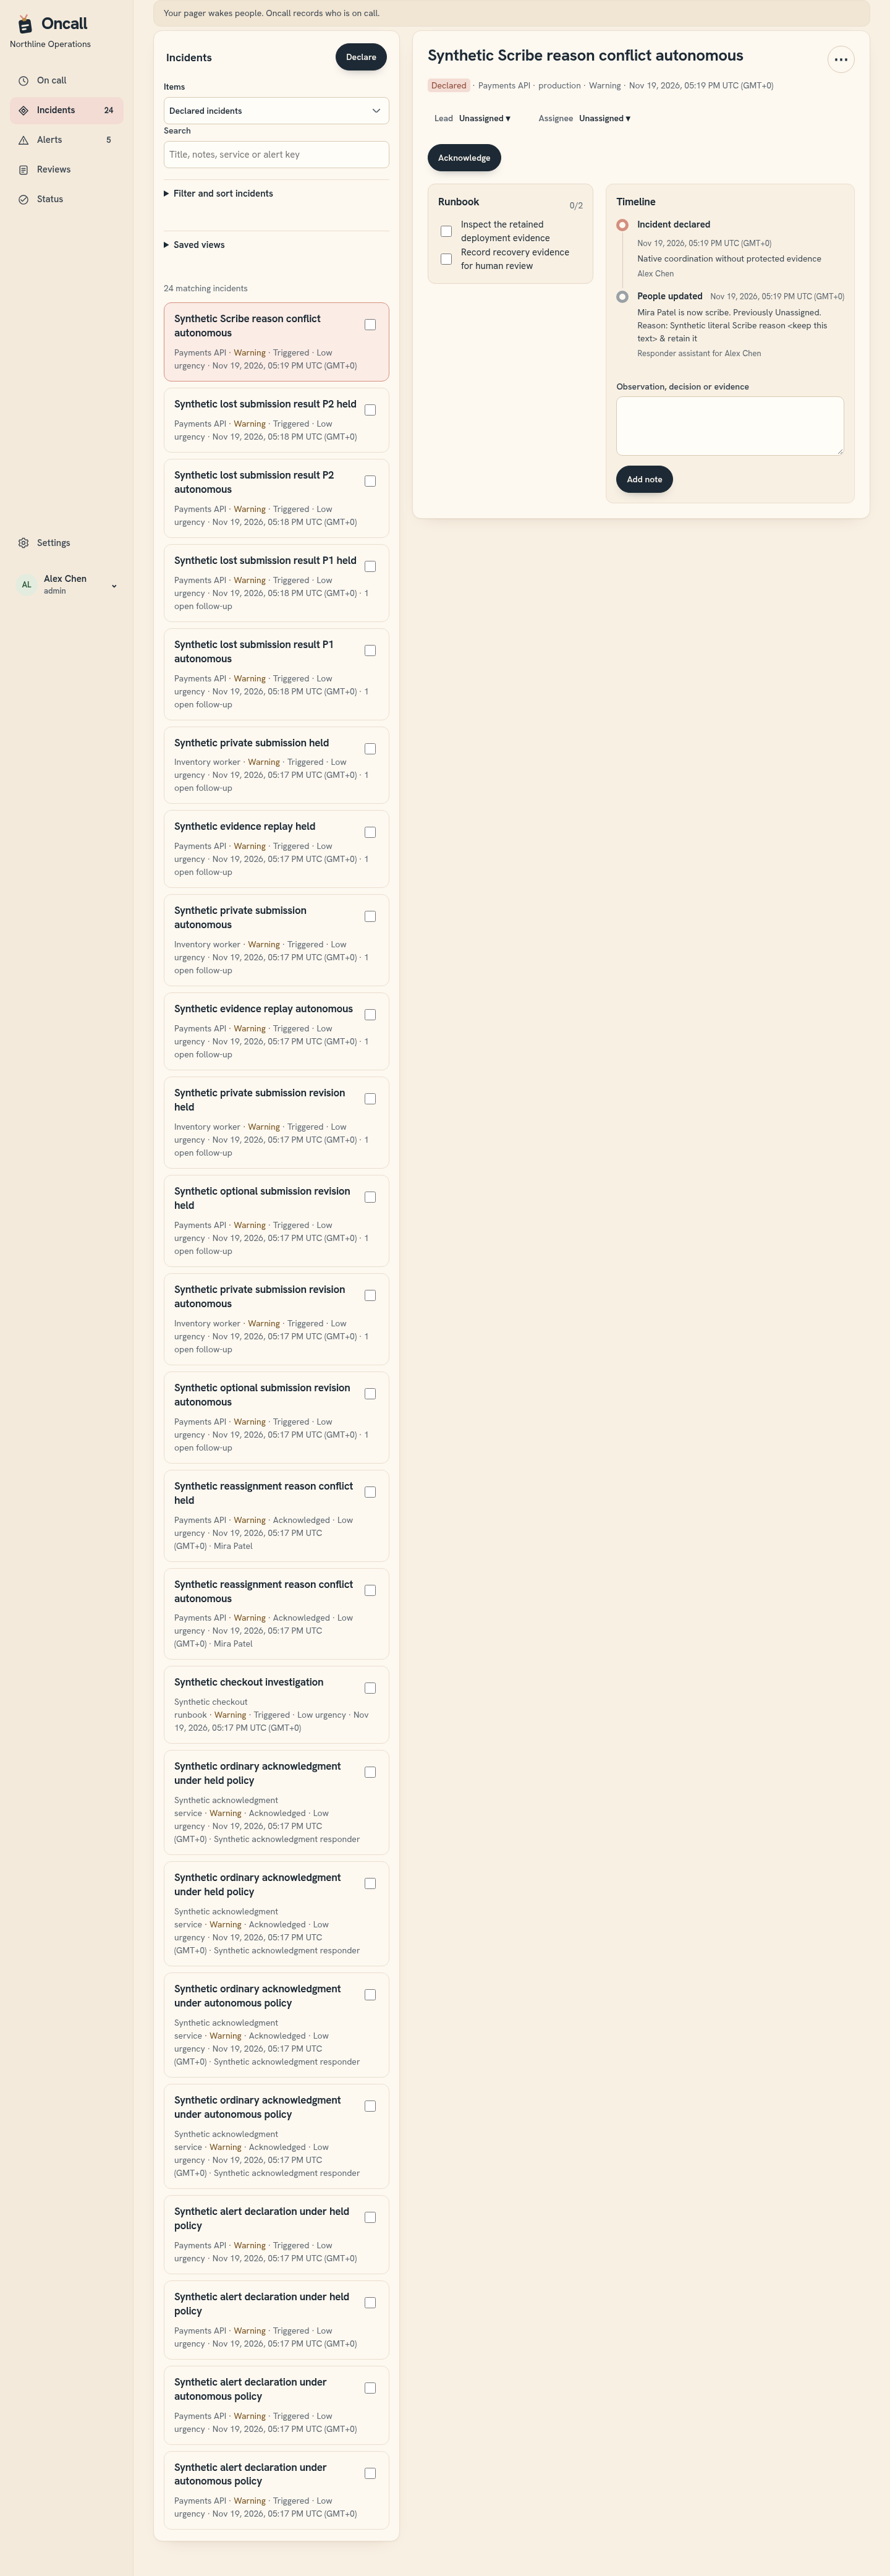 Oncall
Northline Operations
On call
Incidents 24
Alerts 5
Reviews
Status
Settings
AL
Alex Chen
admin
Your pager wakes people. Oncall records who is on call.
Incidents
Declare
Items
Declared incidents
Search
Title, notes, service or alert key
Filter and sort incidents
Saved views
24 matching incidents
Synthetic Scribe reason conflict
autonomous
Payments API · Warning · Triggered · Low
urgency · Nov 19, 2026, 05:19 PM UTC (GMT+0)
Synthetic lost submission result P2 held
Payments API · Warning · Triggered · Low
urgency · Nov 19, 2026, 05:18 PM UTC (GMT+0)
Synthetic lost submission result P2
autonomous
Payments API · Warning · Triggered · Low
urgency · Nov 19, 2026, 05:18 PM UTC (GMT+0)
Synthetic lost submission result P1 held
Payments API · Warning · Triggered · Low
urgency · Nov 19, 2026, 05:18 PM UTC (GMT+0) · 1
open follow-up
Synthetic lost submission result P1
autonomous
Payments API · Warning · Triggered · Low
urgency · Nov 19, 2026, 05:18 PM UTC (GMT+0) · 1
open follow-up
Synthetic private submission held
Inventory worker · Warning · Triggered · Low
urgency · Nov 19, 2026, 05:17 PM UTC (GMT+0) · 1
open follow-up
Synthetic evidence replay held
Payments API · Warning · Triggered · Low
urgency · Nov 19, 2026, 05:17 PM UTC (GMT+0) · 1
open follow-up
Synthetic private submission
autonomous
Inventory worker · Warning · Triggered · Low
urgency · Nov 19, 2026, 05:17 PM UTC (GMT+0) · 1
open follow-up
Synthetic evidence replay autonomous
Payments API · Warning · Triggered · Low
urgency · Nov 19, 2026, 05:17 PM UTC (GMT+0) · 1
open follow-up
Synthetic private submission revision
held
Inventory worker · Warning · Triggered · Low
urgency · Nov 19, 2026, 05:17 PM UTC (GMT+0) · 1
open follow-up
Synthetic optional submission revision
held
Payments API · Warning · Triggered · Low
urgency · Nov 19, 2026, 05:17 PM UTC (GMT+0) · 1
open follow-up
Synthetic private submission revision
autonomous
Inventory worker · Warning · Triggered · Low
urgency · Nov 19, 2026, 05:17 PM UTC (GMT+0) · 1
open follow-up
Synthetic optional submission revision
autonomous
Payments API · Warning · Triggered · Low
urgency · Nov 19, 2026, 05:17 PM UTC (GMT+0) · 1
open follow-up
Synthetic reassignment reason conflict
held
Payments API · Warning · Acknowledged · Low
urgency · Nov 19, 2026, 05:17 PM UTC
(GMT+0) · Mira Patel
Synthetic reassignment reason conflict
autonomous
Payments API · Warning · Acknowledged · Low
urgency · Nov 19, 2026, 05:17 PM UTC
(GMT+0) · Mira Patel
Synthetic checkout investigation
Synthetic checkout
runbook · Warning · Triggered · Low urgency · Nov
19, 2026, 05:17 PM UTC (GMT+0)
Synthetic ordinary acknowledgment
under held policy
Synthetic acknowledgment
service · Warning · Acknowledged · Low
urgency · Nov 19, 2026, 05:17 PM UTC
(GMT+0) · Synthetic acknowledgment responder
Synthetic ordinary acknowledgment
under held policy
Synthetic acknowledgment
service · Warning · Acknowledged · Low
urgency · Nov 19, 2026, 05:17 PM UTC
(GMT+0) · Synthetic acknowledgment responder
Synthetic ordinary acknowledgment
under autonomous policy
Synthetic acknowledgment
service · Warning · Acknowledged · Low
urgency · Nov 19, 2026, 05:17 PM UTC
(GMT+0) · Synthetic acknowledgment responder
Synthetic ordinary acknowledgment
under autonomous policy
Synthetic acknowledgment
service · Warning · Acknowledged · Low
urgency · Nov 19, 2026, 05:17 PM UTC
(GMT+0) · Synthetic acknowledgment responder
Synthetic alert declaration under held
policy
Payments API · Warning · Triggered · Low
urgency · Nov 19, 2026, 05:17 PM UTC (GMT+0)
Synthetic alert declaration under held
policy
Payments API · Warning · Triggered · Low
urgency · Nov 19, 2026, 05:17 PM UTC (GMT+0)
Synthetic alert declaration under
autonomous policy
Payments API · Warning · Triggered · Low
urgency · Nov 19, 2026, 05:17 PM UTC (GMT+0)
Synthetic alert declaration under
autonomous policy
Payments API · Warning · Triggered · Low
urgency · Nov 19, 2026, 05:17 PM UTC (GMT+0)
Synthetic Scribe reason conflict autonomous
Declared · Payments API · production · Warning · Nov 19, 2026, 05:19 PM UTC (GMT+0)
Lead Unassigned ▾ Assignee Unassigned ▾
Acknowledge
Runbook 0/2
Inspect the retained
deployment evidence
Record recovery evidence
for human review
Timeline
Incident declared
Nov 19, 2026, 05:19 PM UTC (GMT+0)
Native coordination without protected evidence
Alex Chen
People updated Nov 19, 2026, 05:19 PM UTC (GMT+0)
Mira Patel is now scribe. Previously Unassigned.
Reason: Synthetic literal Scribe reason <keep this
text> & retain it
Responder assistant for Alex Chen
Observation, decision or evidence
Add note